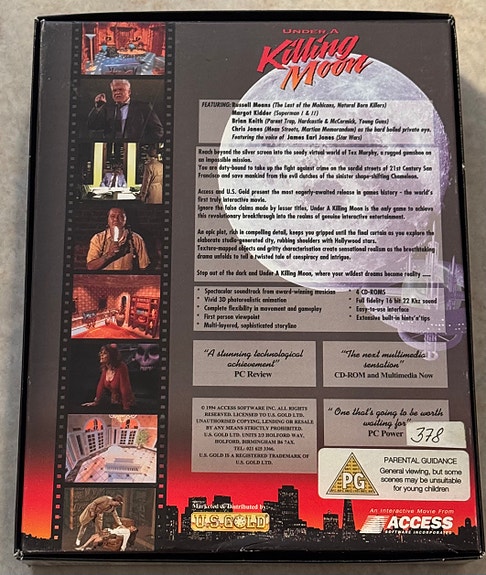 UNDER A
Killing
Moon
FEATURING: Russell Means (The Last of the Mohicans, Natural Born Killers)
Margot Kidder (Superman I & II)
Brian Keith (Parent Trap, Hardcastle & McCormick, Young Guns)
Chris Jones (Mean Streets, Martian Memorandum) as the hard boiled private eye.
Featuring the voice of James Earl Jones (Star Wars)
Reach beyond the silver screen into the seedy virtual world of Tex Murphy, a rugged gumshoe on
an impossible mission.
You are duty-bound to take up the fight against crime on the sordid streets of 21st Century San
Francisco and save mankind from the evil clutches of the sinister shape-shifting Chameleon.
Access and U.S. Gold present the most eagerly-awaited release in games history - the world's
first truly interactive movie.
Ignore the false claims made by lesser titles, Under A Killing Moon is the only game to achieve
this revolutionary breakthrough into the realms of genuine interactive entertainment.
An epic plot, rich in compelling detail, keeps you gripped until the final curtain as you explore the
elaborate studio-generated city, rubbing shoulders with Hollywood stars.
Texture-mapped objects and gritty characterisation create sensational realism as the breathtaking
drama unfolds to tell a twisted tale of conspiracy and intrigue.
Step out of the dark and Under A Killing Moon, where your wildest dreams become reality ....
* Spectacular soundtrack from award-winning musician
* Vivid 3D photorealistic animation
* Complete flexibility in movement and gameplay
* First person viewpoint
* Multi-layered, sophisticated storyline
* 4 CD-ROMS
* Full fidelity 16 bit 22 Khz sound
* Easy-to-use interface
* Extensive built-in hints'n'tips
"A stunning technological
achievement"
PC Review
"The next multimedia
sensation"
CD-ROM and Multimedia Now
© 1994 ACCESS SOFTWARE INC. ALL RIGHTS
RESERVED. LICENSED TO U.S. GOLD LTD.
UNAUTHORISED COPYING, LENDING OR RESALE
BY ANY MEANS STRICTLY PROHIBITED.
U.S. GOLD LTD. UNITS 2/3 HOLFORD WAY,
HOLFORD, BIRMINGHAM B6 7AX.
TEL: 021 625 3366.
U.S. GOLD IS A REGISTERED TRADEMARK OF
U.S. GOLD LTD.
"One that's going to be worth
waiting for"
PC Power
378
PG
PARENTAL GUIDANCE
General viewing, but some
scenes may be unsuitable
for young children
Marketed & Distributed by
U.S. GOLD
An Interactive Movie From
ACCESS
SOFTWARE INCORPORATED